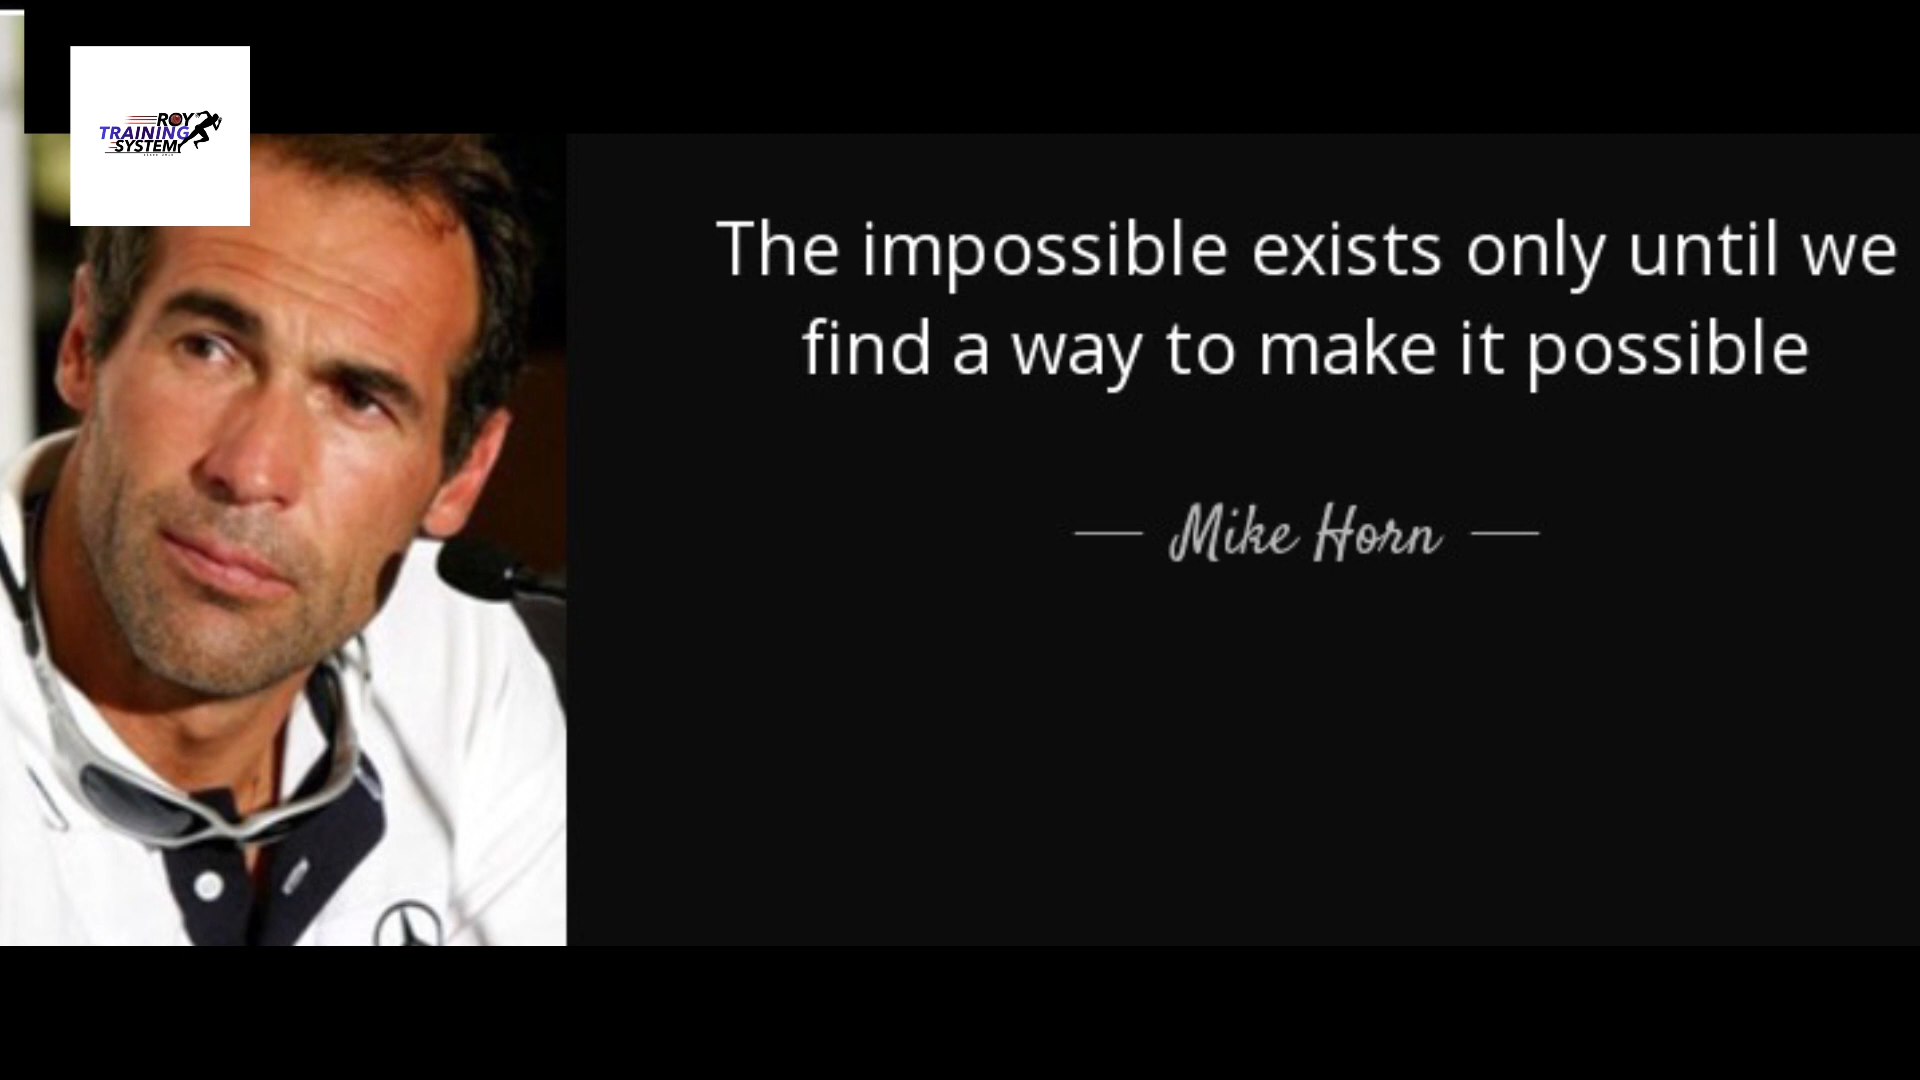 ROY
TRAINING
SYSTEM
The impossible exists only until we
find a way to make it possible
— Mike Horn —